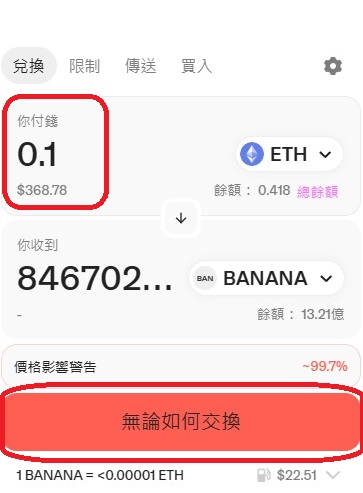 兌換 限制 傳送 買入
你付錢
0.1 ETH
$368.78 餘額： 0.418 總餘額
你收到
846702... BAN BANANA
- 餘額： 13.21億
價格影響警告 ~99.7%
無論如何交換
1 BANANA = <0.00001 ETH $22.51